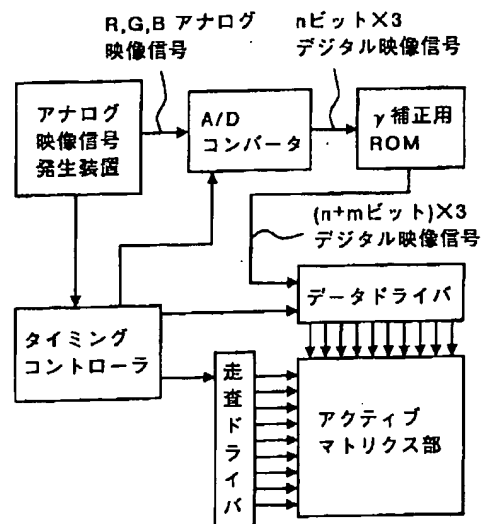 R,G,B アナログ
映像信号
nビット×3
デジタル映像信号
アナログ
映像信号
発生装置
A/D
コンバータ
γ補正用
ROM
(n+mビット)×3
デジタル映像信号
データドライバ
タイミング
コントローラ
走査ドライバ
アクティブ
マトリクス部